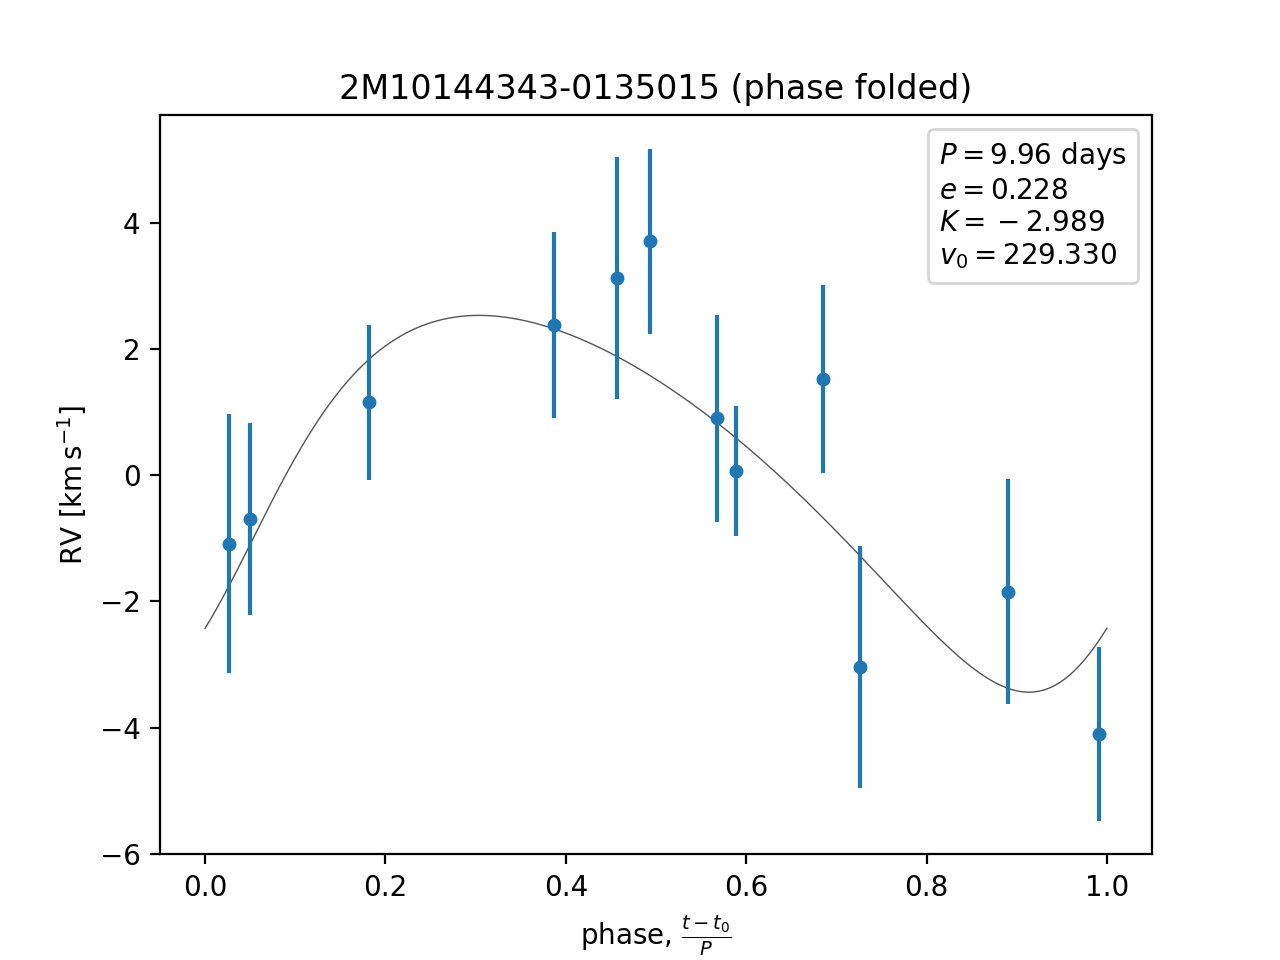 2M10144343-0135015 (phase folded)
P = 9.96 days
e = 0.228
K = −2.989
v₀ = 229.330
RV [km s⁻¹]
4
2
0
−2
−4
−6
0.0 0.2 0.4 0.6 0.8 1.0
phase, (t − t₀)/P